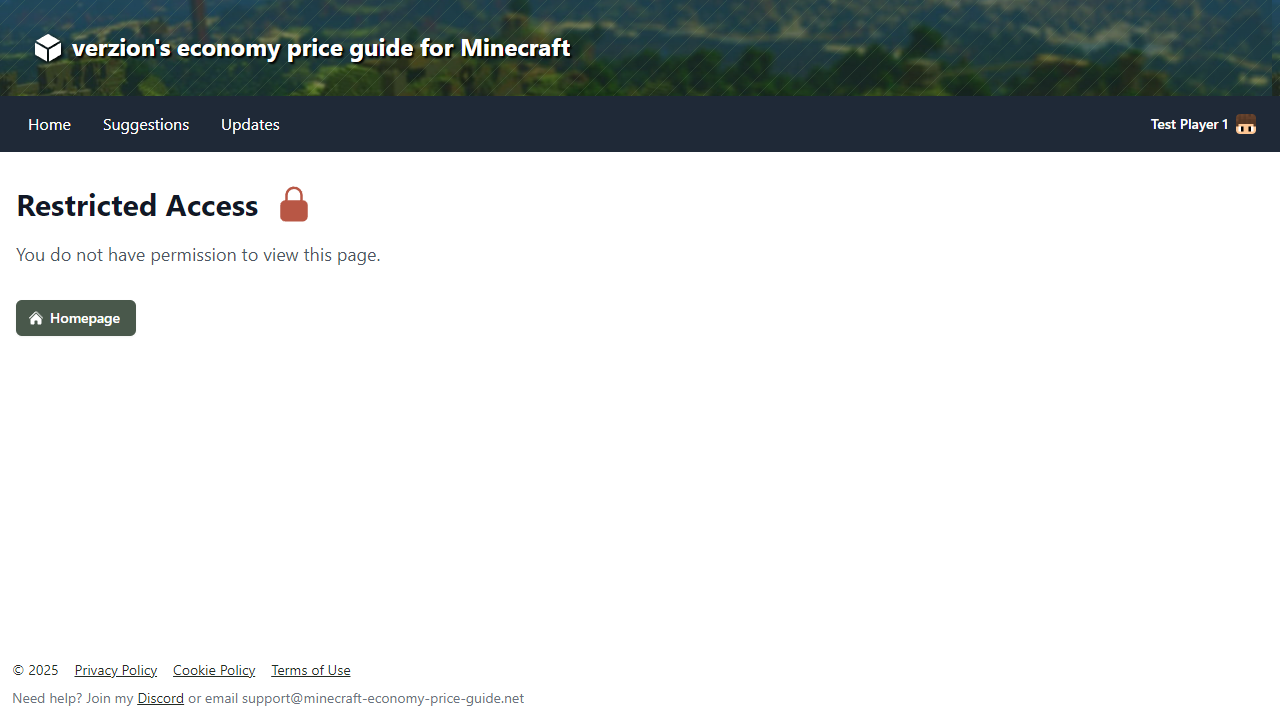 verzion's economy price guide for Minecraft
Home Suggestions Updates Test Player 1
Restricted Access
You do not have permission to view this page.
Homepage
© 2025 Privacy Policy Cookie Policy Terms of Use
Need help? Join my Discord or email support@minecraft-economy-price-guide.net